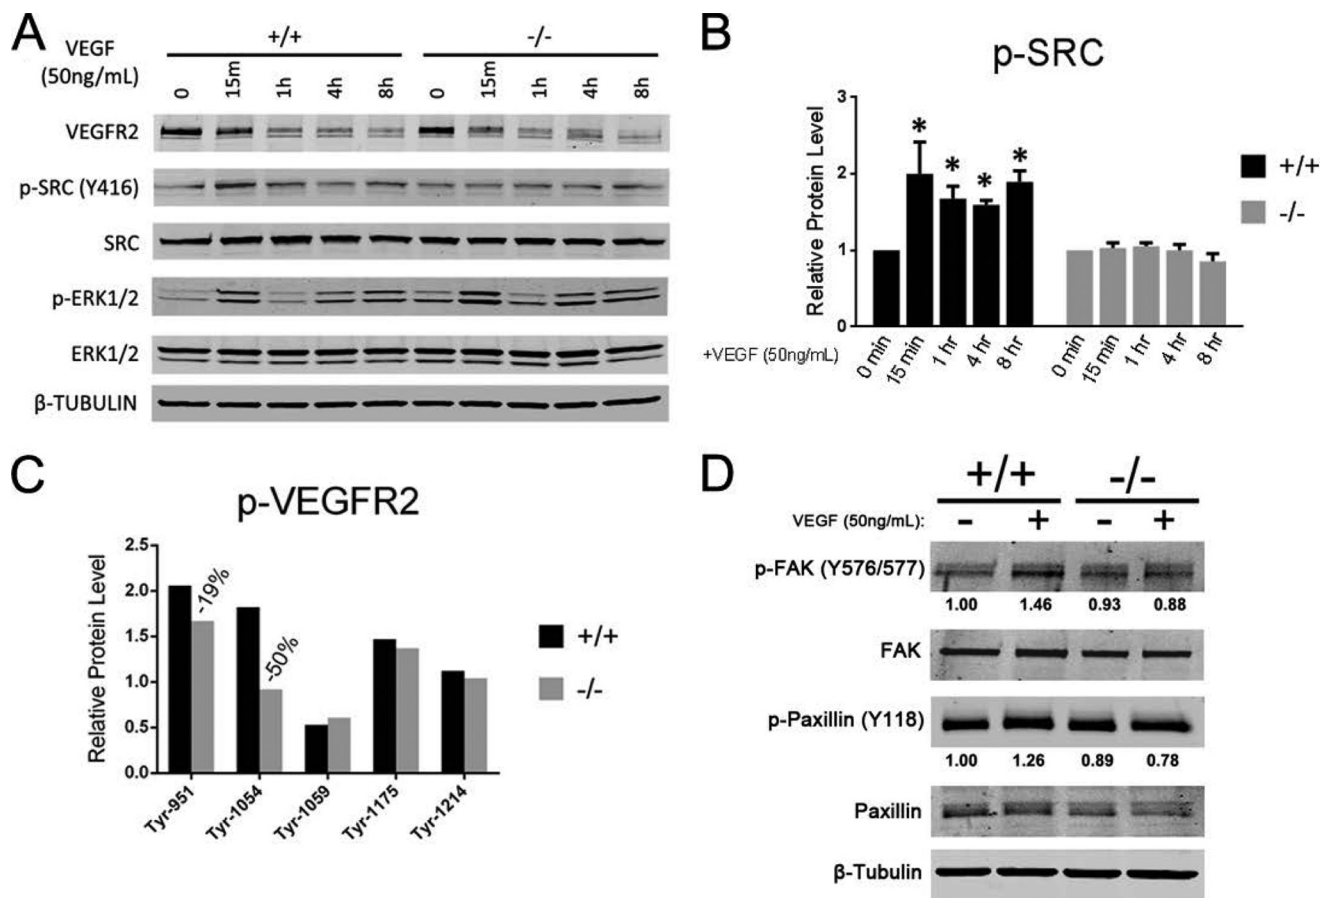 A
VEGF
(50ng/mL)
+/+
-/-
0 15m 1h 4h 8h 0 15m 1h 4h 8h
VEGFR2
p-SRC (Y416)
SRC
p-ERK1/2
ERK1/2
β-TUBULIN
B
p-SRC
Relative Protein Level
3
2
1
0
* * * *
+/+
-/-
+VEGF (50ng/mL)
0 min 15 min 1 hr 4 hr 8 hr 0 min 15 min 1 hr 4 hr 8 hr
C
p-VEGFR2
Relative Protein Level
2.5
2.0
1.5
1.0
0.5
0.0
-19%
-50%
+/+
-/-
Tyr-951 Tyr-1054 Tyr-1059 Tyr-1175 Tyr-1214
D
+/+ -/-
VEGF (50ng/mL): - + - +
p-FAK (Y576/577)
1.00 1.46 0.93 0.88
FAK
p-Paxillin (Y118)
1.00 1.26 0.89 0.78
Paxillin
β-Tubulin